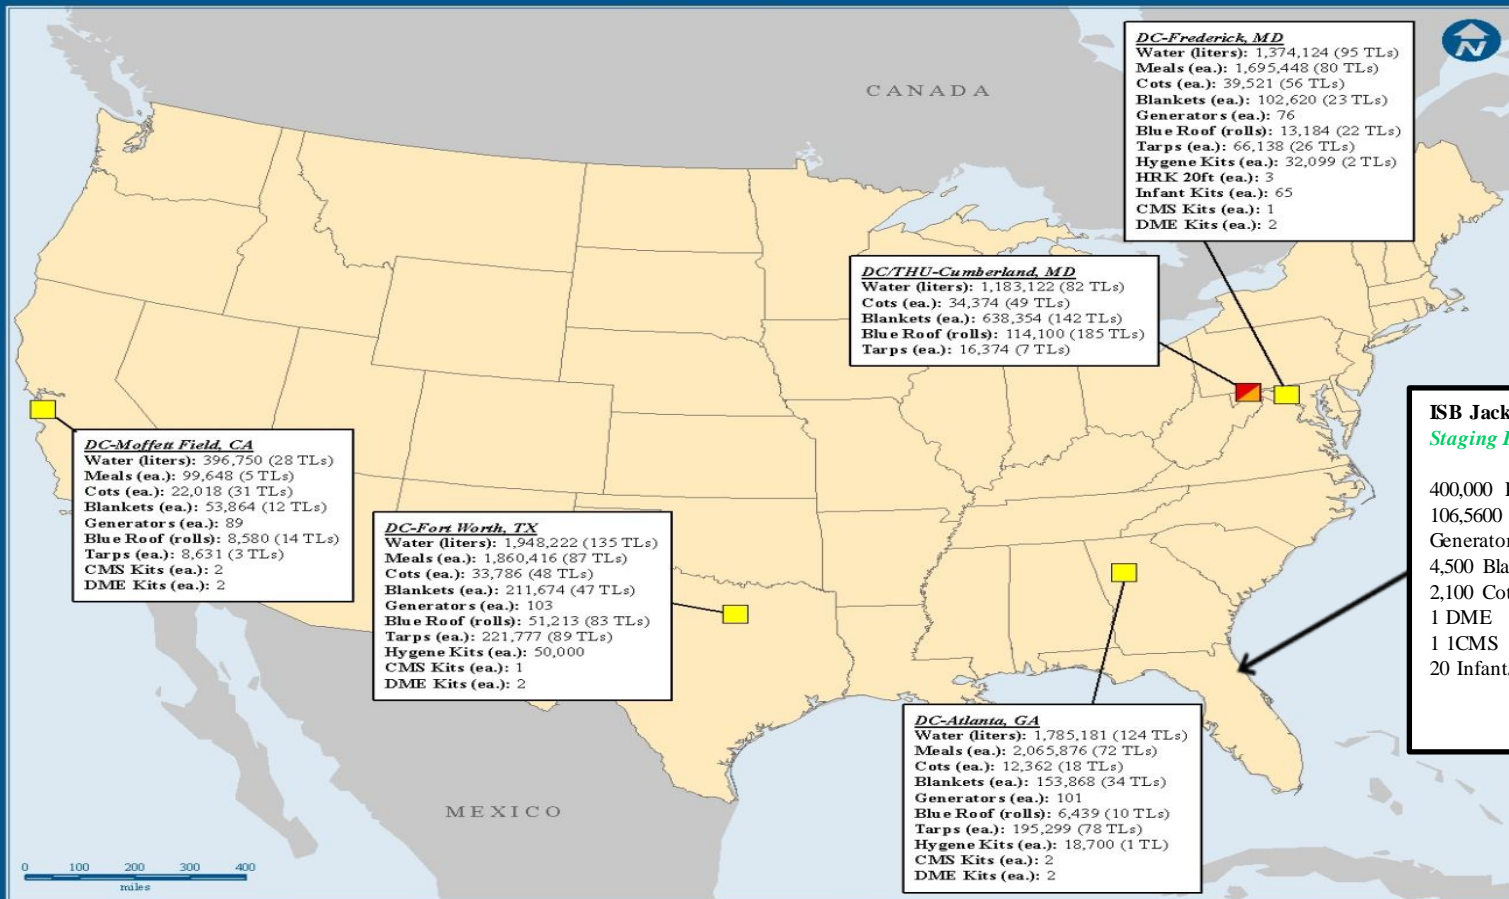 CANADA
N
DC-Frederick, MD
Water (liters): 1,374,124 (95 TLs)
Meals (ea.): 1,695,448 (80 TLs)
Cots (ea.): 39,521 (56 TLs)
Blankets (ea.): 102,620 (23 TLs)
Generators (ea.): 76
Blue Roof (rolls): 13,184 (22 TLs)
Tarps (ea.): 66,138 (26 TLs)
Hygene Kits (ea.): 32,099 (2 TLs)
HRK 20ft (ea.): 3
Infant Kits (ea.): 65
CMS Kits (ea.): 1
DME Kits (ea.): 2
DC/THU-Cumberland, MD
Water (liters): 1,183,122 (82 TLs)
Cots (ea.): 34,374 (49 TLs)
Blankets (ea.): 638,354 (142 TLs)
Blue Roof (rolls): 114,100 (185 TLs)
Tarps (ea.): 16,374 (7 TLs)
DC-Moffett Field, CA
Water (liters): 396,750 (28 TLs)
Meals (ea.): 99,648 (5 TLs)
Cots (ea.): 22,018 (31 TLs)
Blankets (ea.): 53,864 (12 TLs)
Generators (ea.): 89
Blue Roof (rolls): 8,580 (14 TLs)
Tarps (ea.): 8,631 (3 TLs)
CMS Kits (ea.): 2
DME Kits (ea.): 2
DC-Fort Worth, TX
Water (liters): 1,948,222 (135 TLs)
Meals (ea.): 1,860,416 (87 TLs)
Cots (ea.): 33,786 (48 TLs)
Blankets (ea.): 211,674 (47 TLs)
Generators (ea.): 103
Blue Roof (rolls): 51,213 (83 TLs)
Tarps (ea.): 221,777 (89 TLs)
Hygene Kits (ea.): 50,000
CMS Kits (ea.): 1
DME Kits (ea.): 2
ISB Jack
Staging
400,000
106,5600
Generator
4,500 Bla
2,100 Cot
1 DME
1 1CMS
20 Infant
DC-Atlanta, GA
Water (liters): 1,785,181 (124 TLs)
Meals (ea.): 2,065,876 (72 TLs)
Cots (ea.): 12,362 (18 TLs)
Blankets (ea.): 153,868 (34 TLs)
Generators (ea.): 101
Blue Roof (rolls): 6,439 (10 TLs)
Tarps (ea.): 195,299 (78 TLs)
Hygene Kits (ea.): 18,700 (1 TL)
CMS Kits (ea.): 2
DME Kits (ea.): 2
MEXICO
0 100 200 300 400
miles